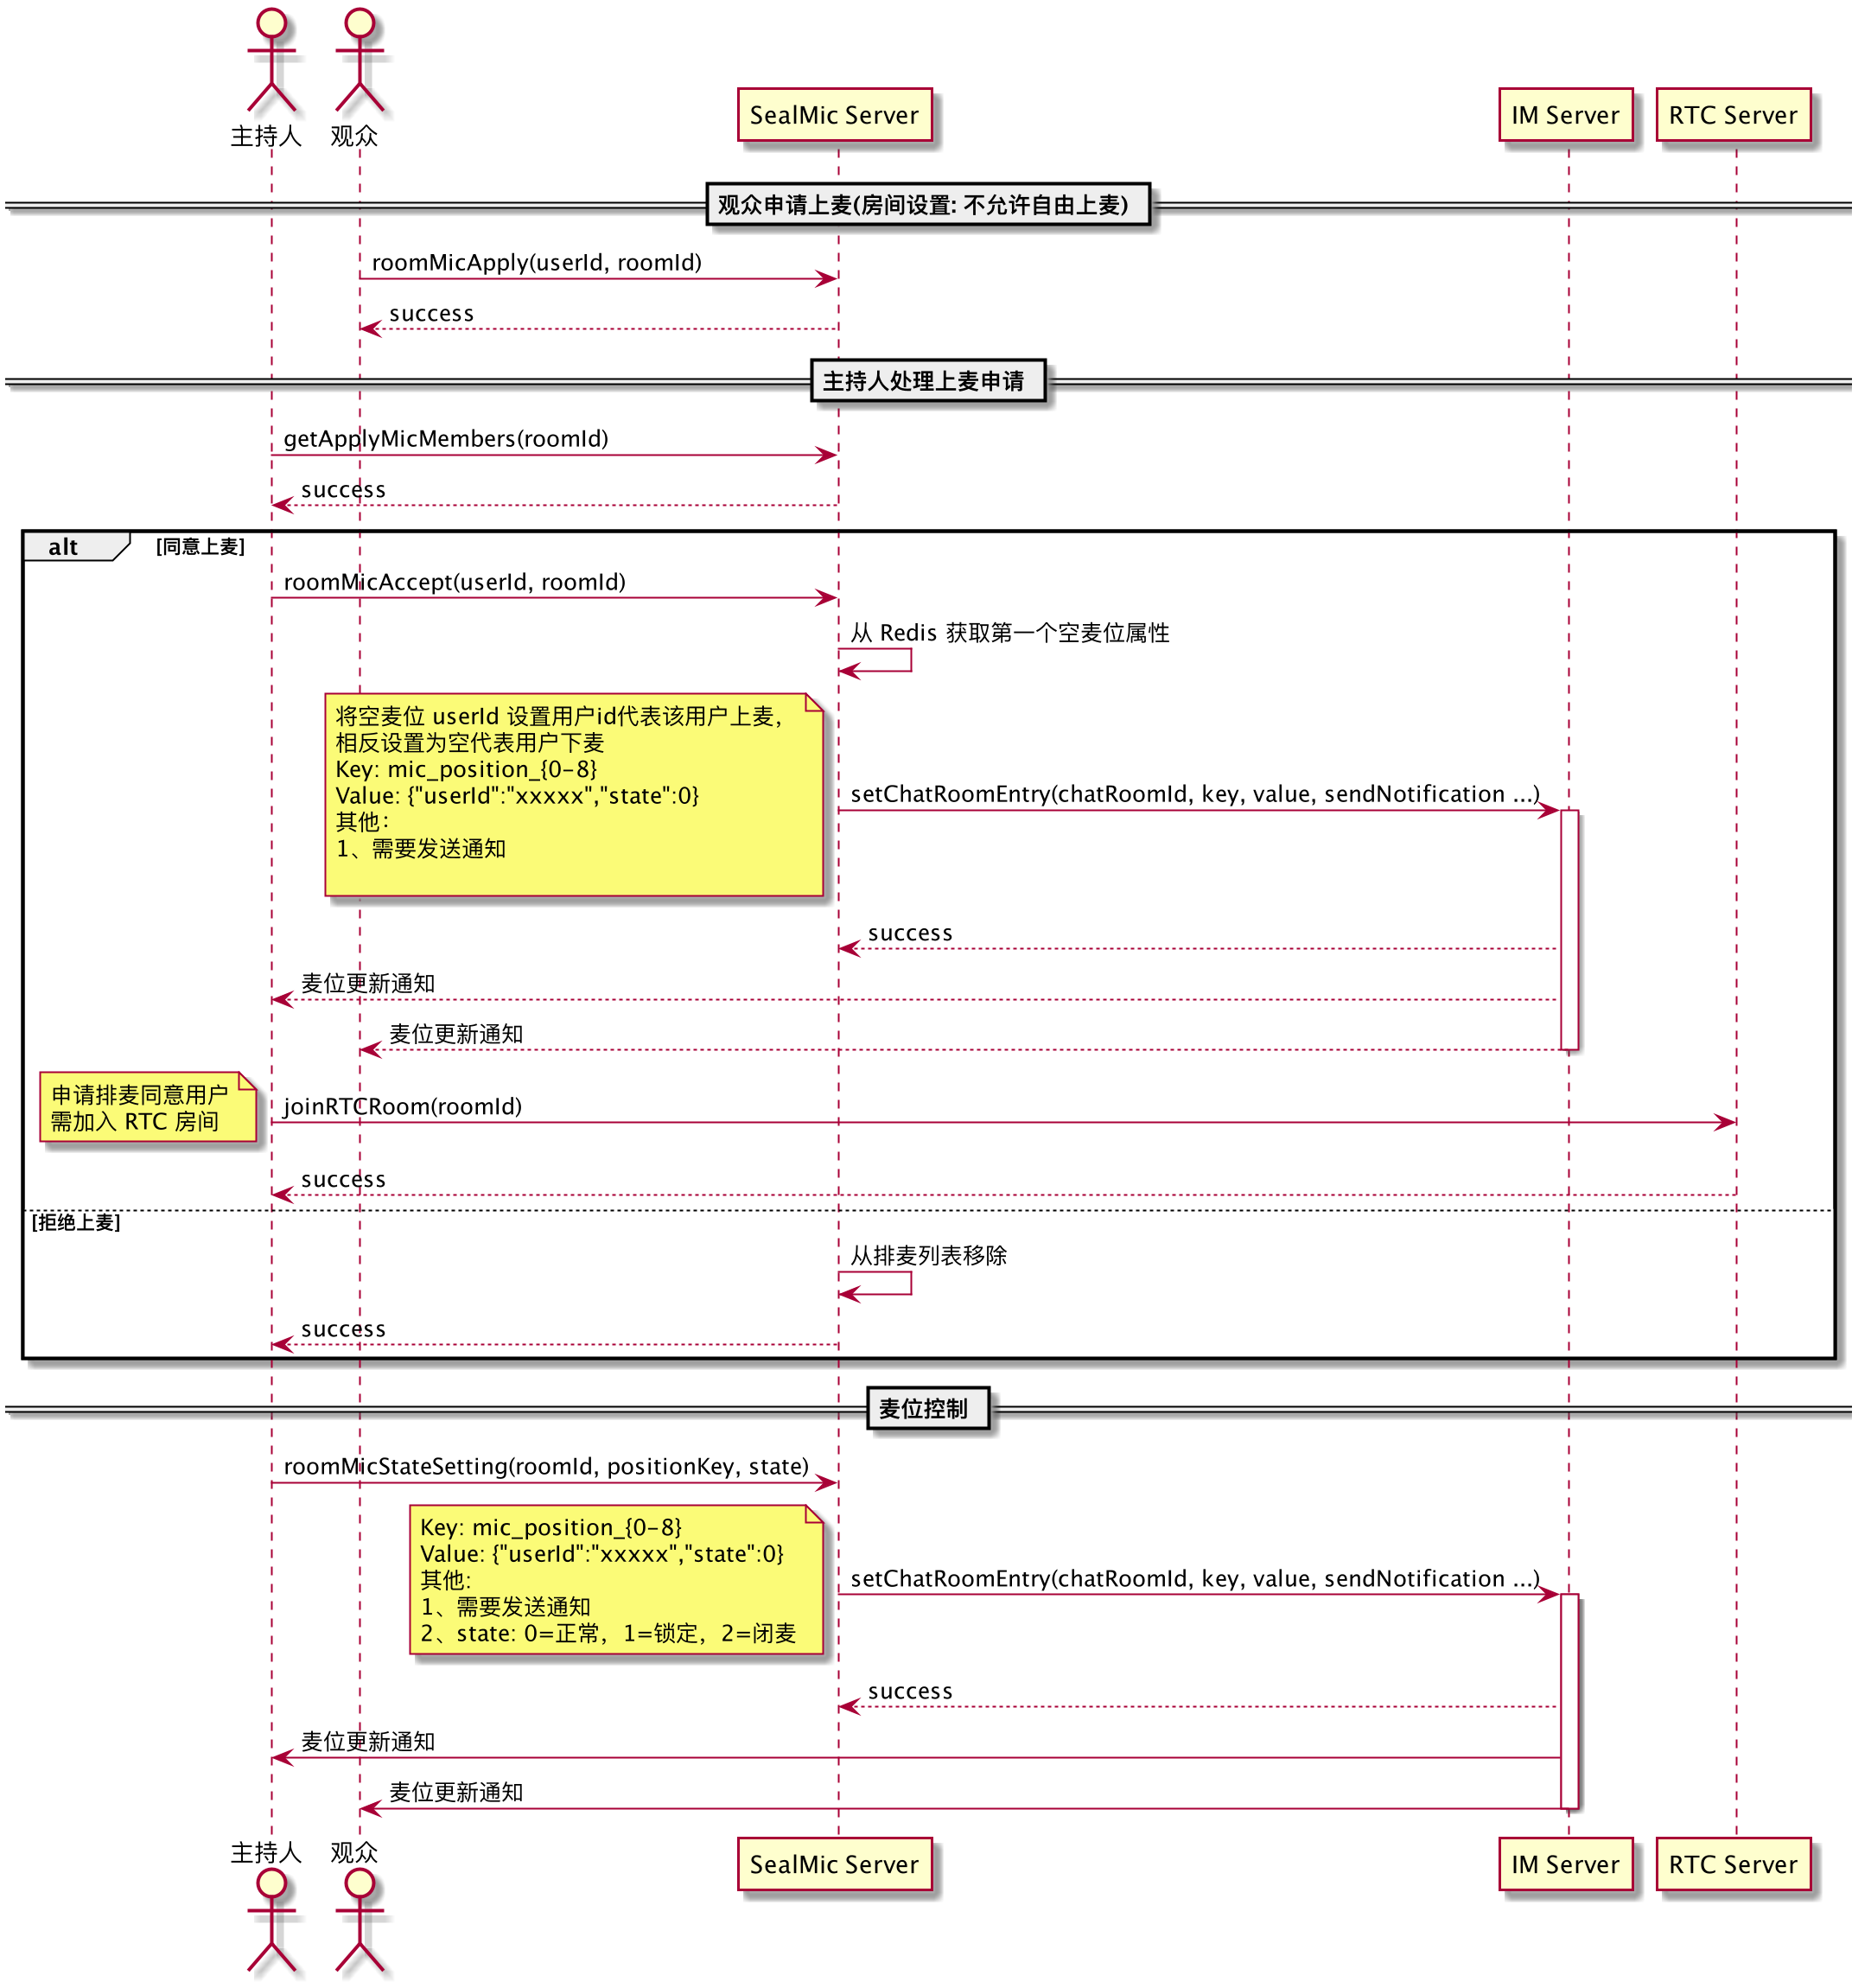 主持人
观众
SealMic Server
IM Server
RTC Server
观众申请上麦(房间设置: 不允许自由上麦)
roomMicApply(userId, roomId)
success
主持人处理上麦申请
getApplyMicMembers(roomId)
success
alt
[同意上麦]
roomMicAccept(userId, roomId)
从 Redis 获取第一个空麦位属性
将空麦位 userId 设置用户id代表该用户上麦，
相反设置为空代表用户下麦
Key: mic_position_{0-8}
Value: {"userId":"xxxxx","state":0}
其他：
1、需要发送通知
setChatRoomEntry(chatRoomId, key, value, sendNotification ...)
success
麦位更新通知
麦位更新通知
申请排麦同意用户
需加入 RTC 房间
joinRTCRoom(roomId)
success
[拒绝上麦]
从排麦列表移除
success
麦位控制
roomMicStateSetting(roomId, positionKey, state)
Key: mic_position_{0-8}
Value: {"userId":"xxxxx","state":0}
其他:
1、需要发送通知
2、state: 0=正常，1=锁定，2=闭麦
setChatRoomEntry(chatRoomId, key, value, sendNotification ...)
success
麦位更新通知
麦位更新通知
主持人
观众
SealMic Server
IM Server
RTC Server